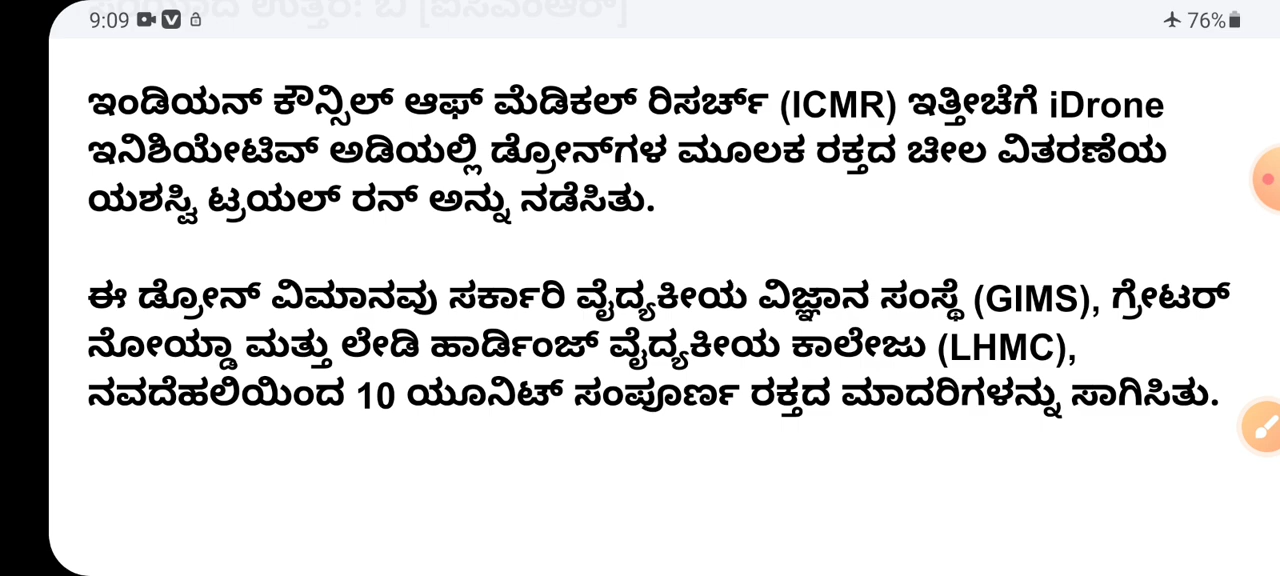 9:09
76%
ಇಂಡಿಯನ್ ಕೌನ್ಸಿಲ್ ಆಫ್ ಮೆಡಿಕಲ್ ರಿಸರ್ಚ್ (ICMR) ಇತ್ತೀಚೆಗೆ iDrone
ಇನಿಶಿಯೇಟಿವ್ ಅಡಿಯಲ್ಲಿ ಡ್ರೋನ್‌ಗಳ ಮೂಲಕ ರಕ್ತದ ಚೀಲ ವಿತರಣೆಯ
ಯಶಸ್ವಿ ಟ್ರಯಲ್ ರನ್ ಅನ್ನು ನಡೆಸಿತು.
ಈ ಡ್ರೋನ್ ವಿಮಾನವು ಸರ್ಕಾರಿ ವೈದ್ಯಕೀಯ ವಿಜ್ಞಾನ ಸಂಸ್ಥೆ (GIMS), ಗ್ರೇಟರ್
ನೋಯ್ಡಾ ಮತ್ತು ಲೇಡಿ ಹಾರ್ಡಿಂಜ್ ವೈದ್ಯಕೀಯ ಕಾಲೇಜು (LHMC),
ನವದೆಹಲಿಯಿಂದ 10 ಯೂನಿಟ್ ಸಂಪೂರ್ಣ ರಕ್ತದ ಮಾದರಿಗಳನ್ನು ಸಾಗಿಸಿತು.